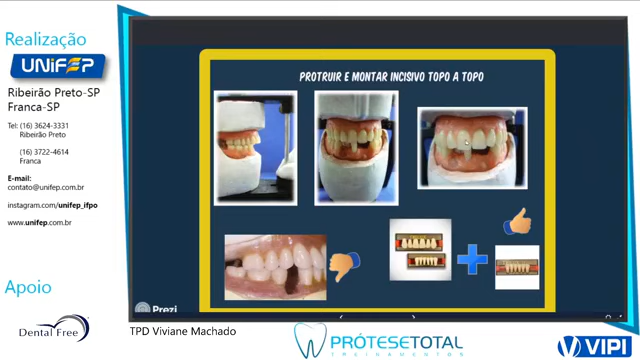 Realização
UNIFEP
Ribeirão Preto-SP
Franca-SP
Tel: (16) 3624-3331
Ribeirão Preto
(16) 3722-4614
Franca
E-mail:
contato@unifep.com.br
instagram.com/unifep_ifpo
www.unifep.com.br
Apoio
Dental Free
PROTRUIR E MONTAR INCISIVO TOPO A TOPO
Prezi
TPD Viviane Machado
PRÓTESETOTAL
TREINAMENTOS
VIPI